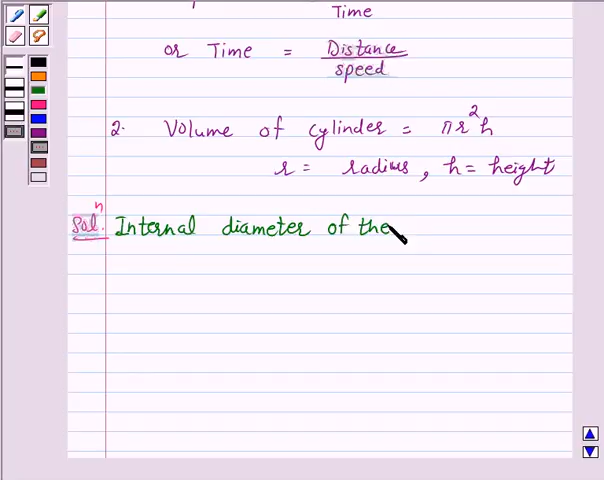 Time
or Time = Distance
speed
2. Volume of cylinder = πr²h
r = radius, h = height
Solⁿ. Internal diameter of the